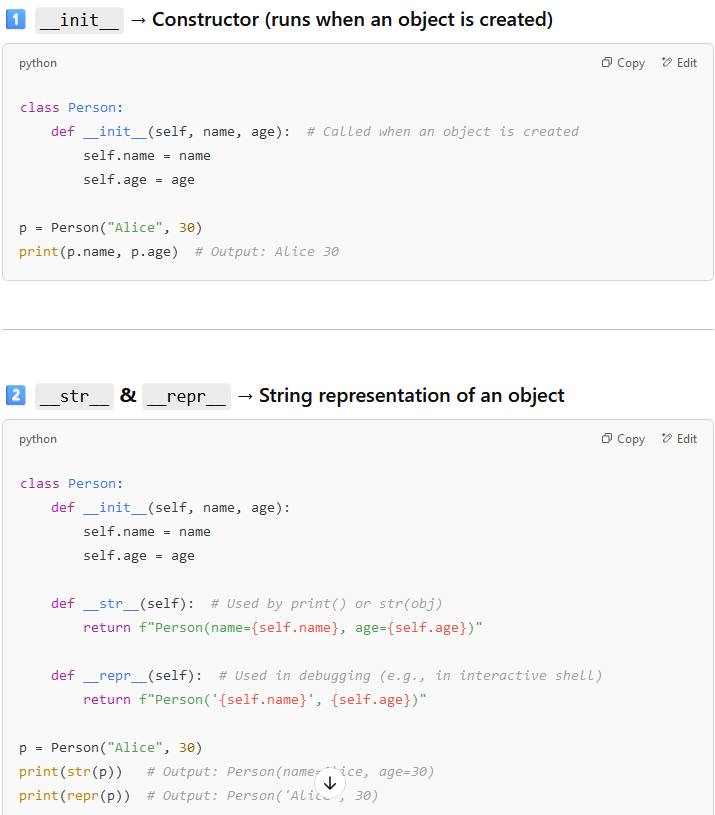 1 __init__ → Constructor (runs when an object is created)
python Copy Edit
class Person:
    def __init__(self, name, age):  # Called when an object is created
        self.name = name
        self.age = age
p = Person("Alice", 30)
print(p.name, p.age)  # Output: Alice 30
2 __str__ & __repr__ → String representation of an object
python Copy Edit
class Person:
    def __init__(self, name, age):
        self.name = name
        self.age = age
    def __str__(self):  # Used by print() or str(obj)
        return f"Person(name={self.name}, age={self.age})"
    def __repr__(self):  # Used in debugging (e.g., in interactive shell)
        return f"Person('{self.name}', {self.age})"
p = Person("Alice", 30)
print(str(p))   # Output: Person(name=Alice, age=30)
print(repr(p))  # Output: Person('Alice', 30)